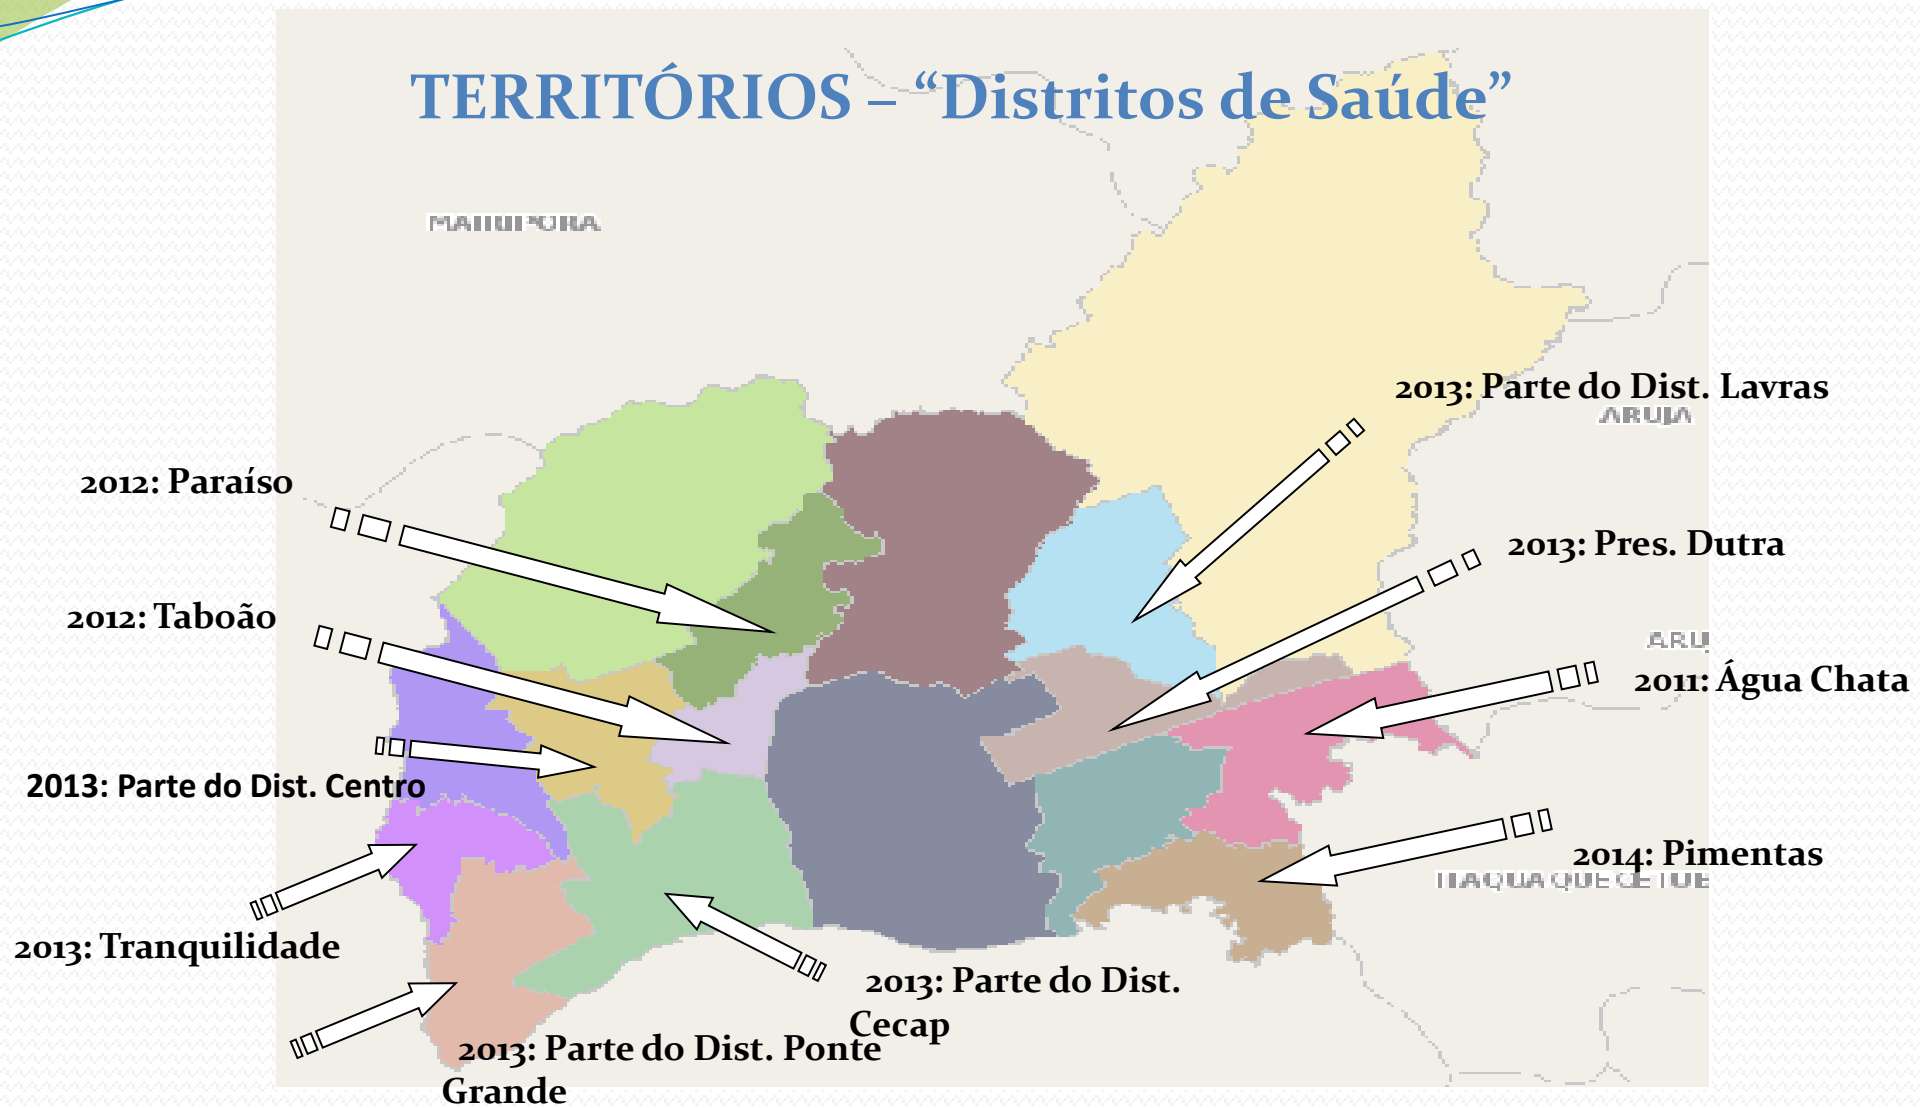 TERRITÓRIOS – “Distritos de Saúde”
2013: Parte do Dist. Lavras
ARUJA
2012: Paraíso
2013: Pres. Dutra
2012: Taboão
ARU
2011: Água Chata
2013: Parte do Dist. Centro
2014: Pimentas
2013: Tranquilidade
2013: Parte do Dist.
Cecap
2013: Parte do Dist. Ponte
Grande